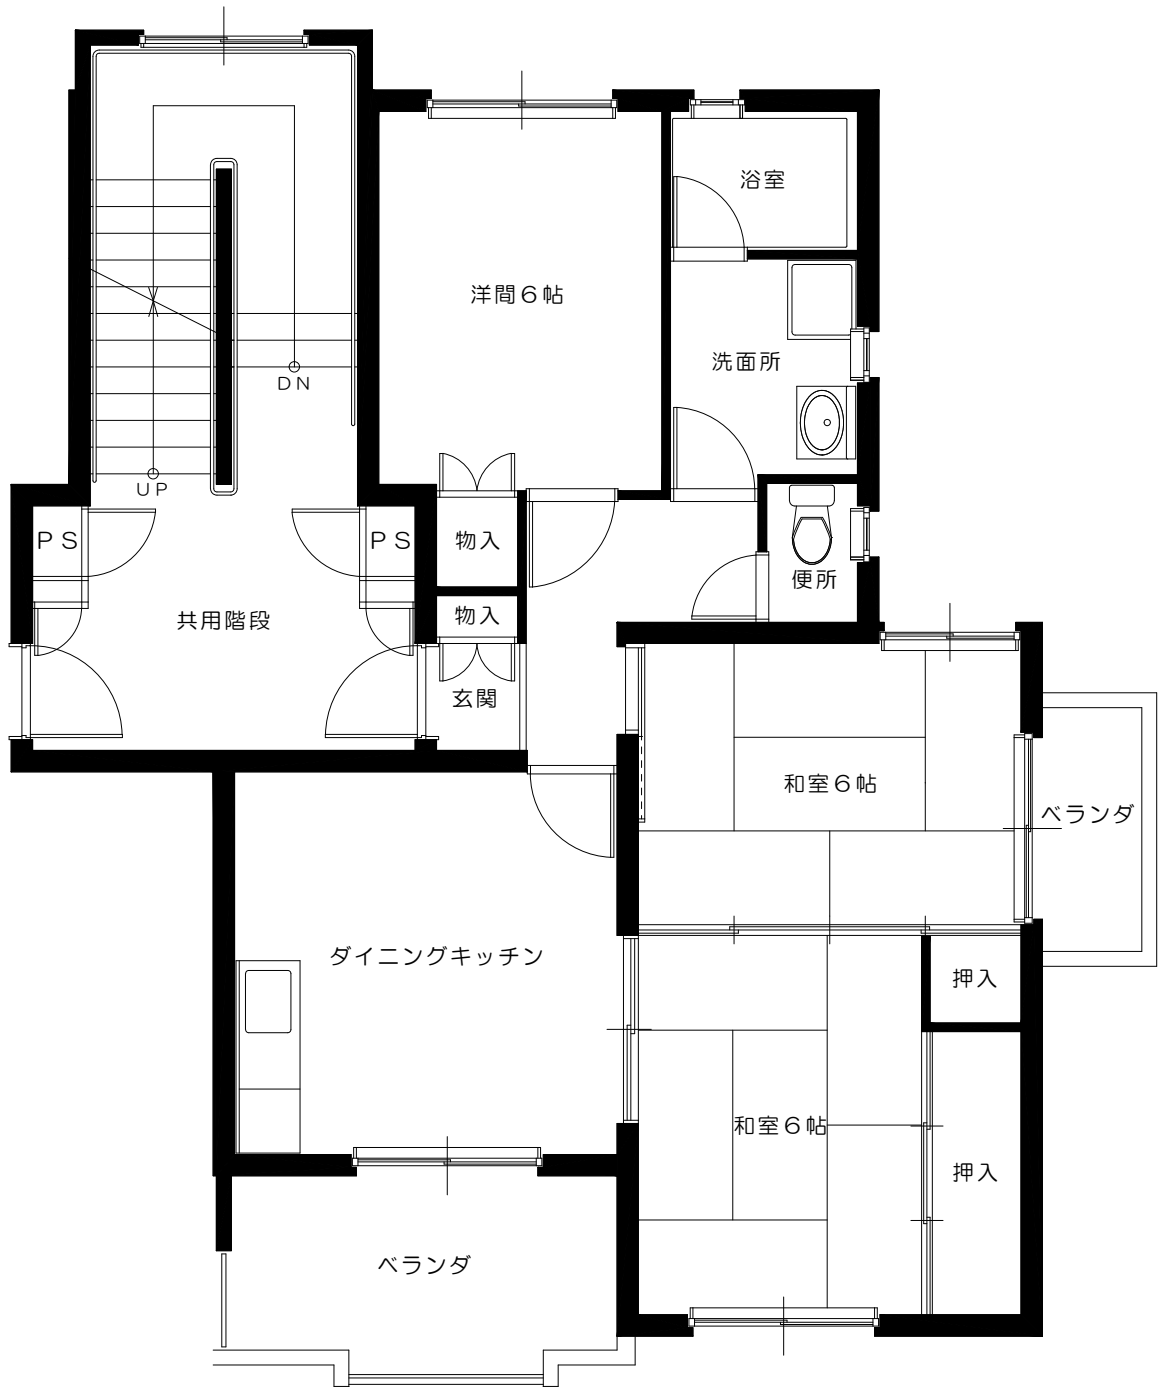 浴室
洋間６帖
洗面所
DN
UP
PS
PS
物入
便所
物入
共用階段
玄関
和室６帖
ベランダ
ダイニングキッチン
押入
和室６帖
押入
ベランダ